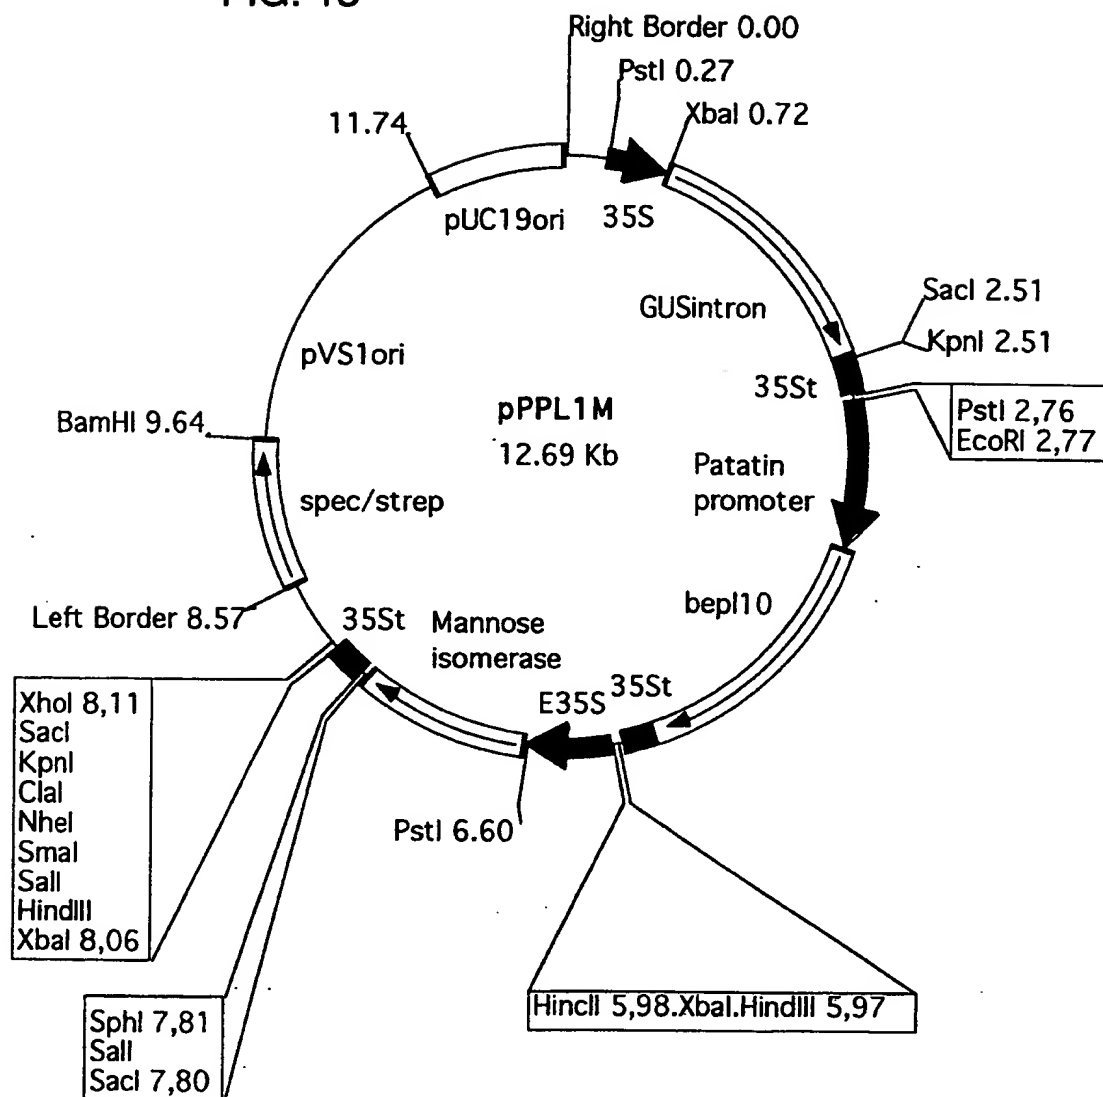 Right Border 0.00
PstI 0.27
XbaI 0.72
11.74
pUC19ori
35S
GUSintron
SacI 2.51
KpnI 2.51
pVS1ori
35St
PstI 2,76
EcoRI 2,77
pPPL1M
12.69 Kb
BamHI 9.64
Patatin
promoter
spec/strep
bepl10
Left Border 8.57
35St
Mannose
isomerase
E35S
35St
XhoI 8,11
SacI
KpnI
ClaI
NheI
SmaI
SalI
HindIII
XbaI 8,06
PstI 6.60
HincII 5,98.XbaI.HindIII 5,97
SphI 7,81
SalI
SacI 7,80